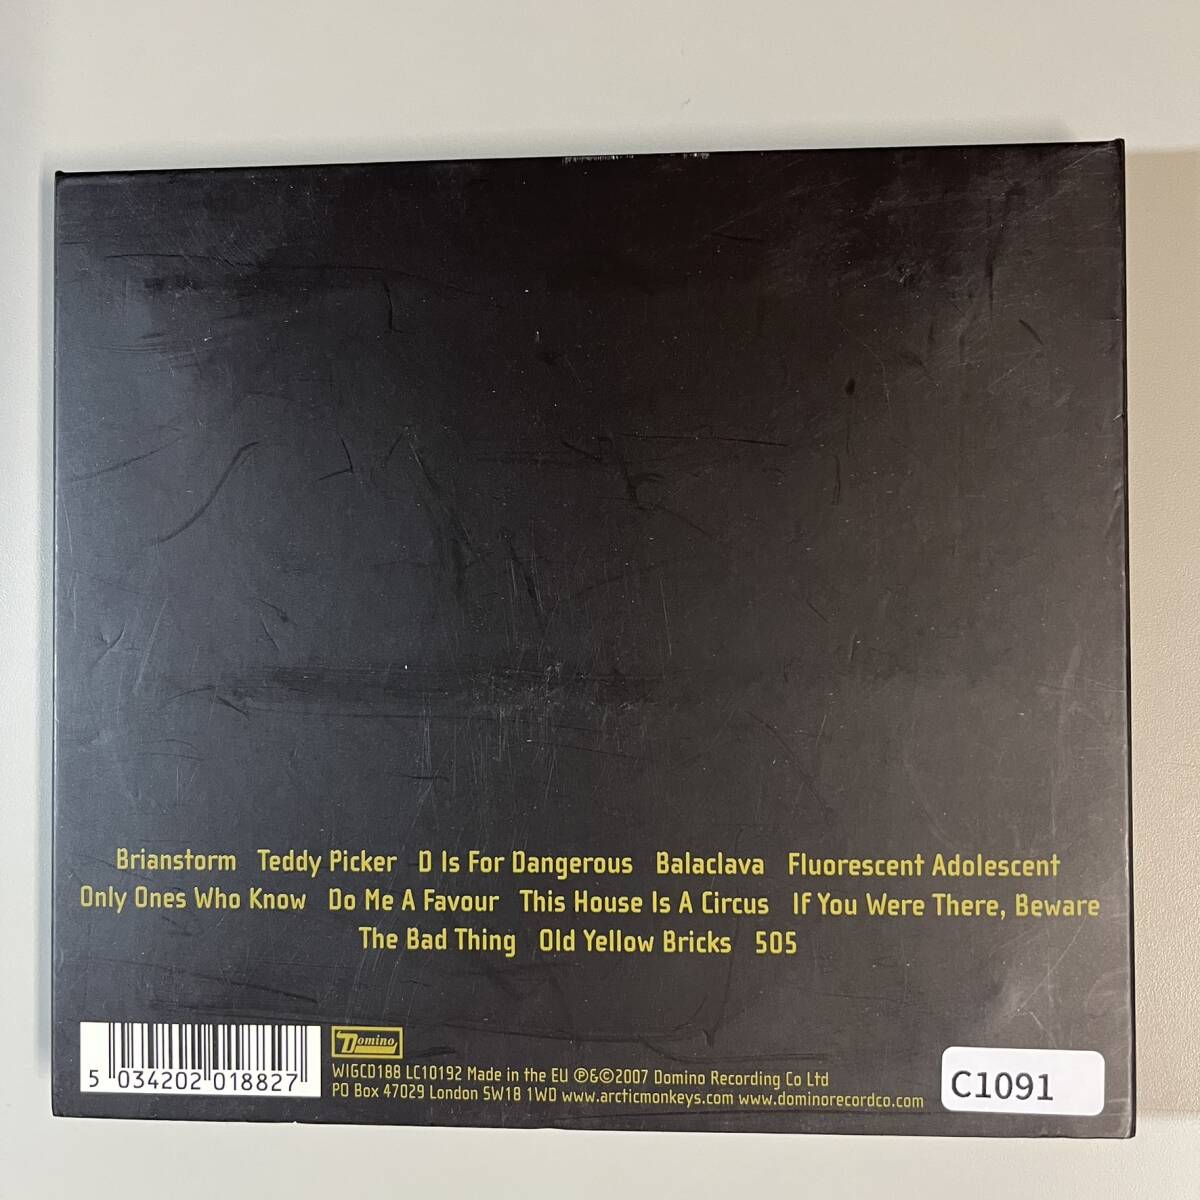 Brianstorm Teddy Picker D Is For Dangerous Balaclava Fluorescent Adolescent
Only Ones Who Know Do Me A Favour This House Is A Circus If You Were There, Beware
The Bad Thing Old Yellow Bricks 505
5 034202 018827
Domino
WIGCD188 LC10192 Made in the EU ℗&©2007 Domino Recording Co Ltd
PO Box 47029 London SW18 1WD www.arcticmonkeys.com www.dominorecordco.com
C1091